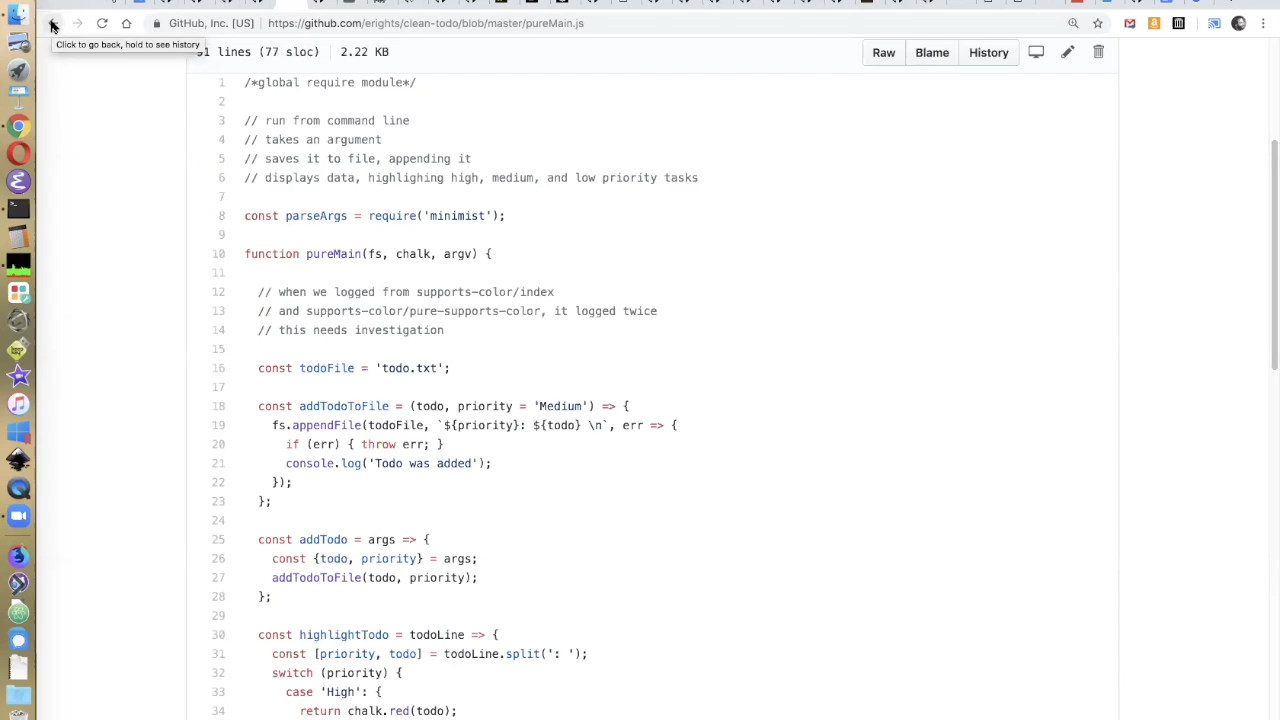 GitHub, Inc. [US] | https://github.com/erights/clean-todo/blob/master/pureMain.js
Click to go back, hold to see history
1 lines (77 sloc) 2.22 KB
Raw Blame History
1 /*global require module*/
2
3 // run from command line
4 // takes an argument
5 // saves it to file, appending it
6 // displays data, highlighing high, medium, and low priority tasks
7
8 const parseArgs = require('minimist');
9
10 function pureMain(fs, chalk, argv) {
11
12 // when we logged from supports-color/index
13 // and supports-color/pure-supports-color, it logged twice
14 // this needs investigation
15
16 const todoFile = 'todo.txt';
17
18 const addTodoToFile = (todo, priority = 'Medium') => {
19 fs.appendFile(todoFile, `${priority}: ${todo} \n`, err => {
20 if (err) { throw err; }
21 console.log('Todo was added');
22 });
23 };
24
25 const addTodo = args => {
26 const {todo, priority} = args;
27 addTodoToFile(todo, priority);
28 };
29
30 const highlightTodo = todoLine => {
31 const [priority, todo] = todoLine.split(': ');
32 switch (priority) {
33 case 'High': {
34 return chalk.red(todo);